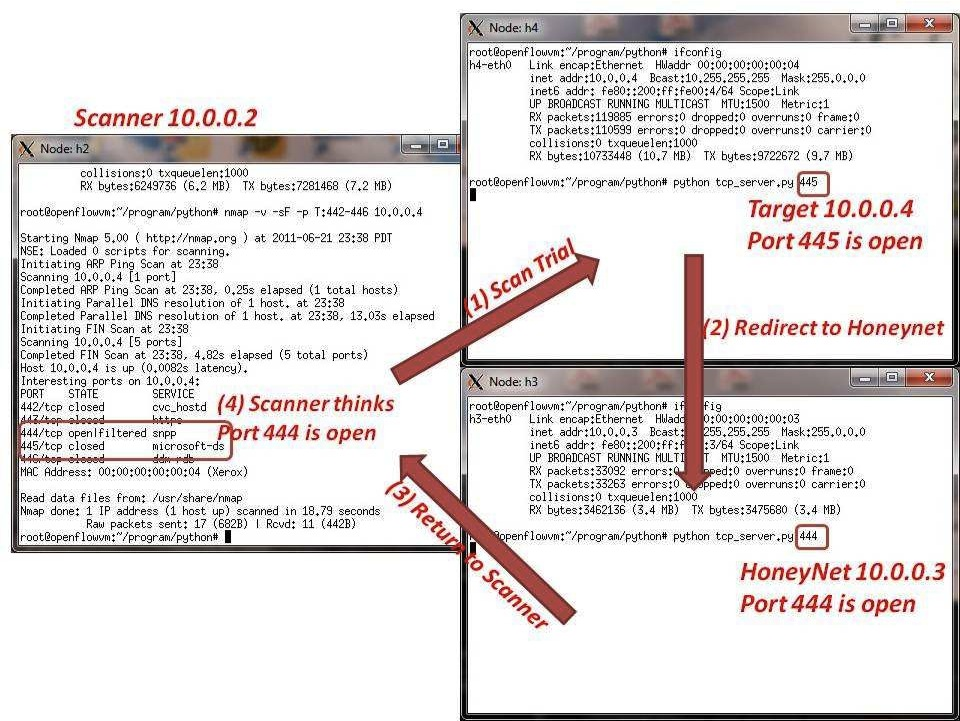 Scanner 10.0.0.2
Node: h2
collisions:0 txqueuelen:1000
RX bytes:6249736 (6.2 MB) TX bytes:7281468 (7.2 MB)
root@openflowvm:~/program/python# nmap -v -sF -p T:442-446 10.0.0.4
Starting Nmap 5.00 ( http://nmap.org ) at 2011-06-21 23:38 PDT
NSE: Loaded 0 scripts for scanning.
Initiating ARP Ping Scan at 23:38
Scanning 10.0.0.4 [1 port]
Completed ARP Ping Scan at 23:38, 0.25s elapsed (1 total hosts)
Initiating Parallel DNS resolution of 1 host. at 23:38
Completed Parallel DNS resolution of 1 host. at 23:38, 13.03s elapsed
Initiating FIN Scan at 23:38
Scanning 10.0.0.4 [5 ports]
Completed FIN Scan at 23:38, 4.82s elapsed (5 total ports)
Host 10.0.0.4 is up (0.0082s latency).
Interesting ports on 10.0.0.4:
PORT STATE SERVICE
442/tcp closed cvc_hostd
443/tcp closed https
444/tcp open|filtered snpp
445/tcp closed microsoft-ds
446/tcp closed ddm-rdb
MAC Address: 00:00:00:00:00:04 (Xerox)
Read data files from: /usr/share/nmap
Nmap done: 1 IP address (1 host up) scanned in 18.79 seconds
Raw packets sent: 17 (682B) | Rcvd: 11 (442B)
root@openflowvm:~/program/python#
(4) Scanner thinks
Port 444 is open
(1) Scan Trial
Node: h4
root@openflowvm:~/program/python# ifconfig
h4-eth0 Link encap:Ethernet HWaddr 00:00:00:00:00:04
inet addr:10.0.0.4 Bcast:10.255.255.255 Mask:255.0.0.0
inet6 addr: fe80::200:ff:fe00:4/64 Scope:Link
UP BROADCAST RUNNING MULTICAST MTU:1500 Metric:1
RX packets:119885 errors:0 dropped:0 overruns:0 frame:0
TX packets:110599 errors:0 dropped:0 overruns:0 carrier:0
collisions:0 txqueuelen:1000
RX bytes:10733448 (10.7 MB) TX bytes:9722672 (9.7 MB)
root@openflowvm:~/program/python# python tcp_server.py 445
Target 10.0.0.4
Port 445 is open
(2) Redirect to Honeynet
Node: h3
root@openflowvm:~/program/python# ifconfig
h3-eth0 Link encap:Ethernet HWaddr 00:00:00:00:00:03
inet addr:10.0.0.3 Bcast: 255.255.255 Mask:255.0.0.0
inet6 addr: fe80::200:ff:fe00:3/64 Scope:Link
UP BROADCAST RUNNING MULTICAST MTU:1500 Metric:1
RX packets:33092 errors:0 dropped:0 overruns:0 frame:0
TX packets:33263 errors:0 dropped:0 overruns:0 carrier:0
collisions:0 txqueuelen:1000
RX bytes:3462136 (3.4 MB) TX bytes:3475680 (3.4 MB)
root@openflowvm:~/program/python# python tcp_server.py 444
(3) Return to Scanner
HoneyNet 10.0.0.3
Port 444 is open